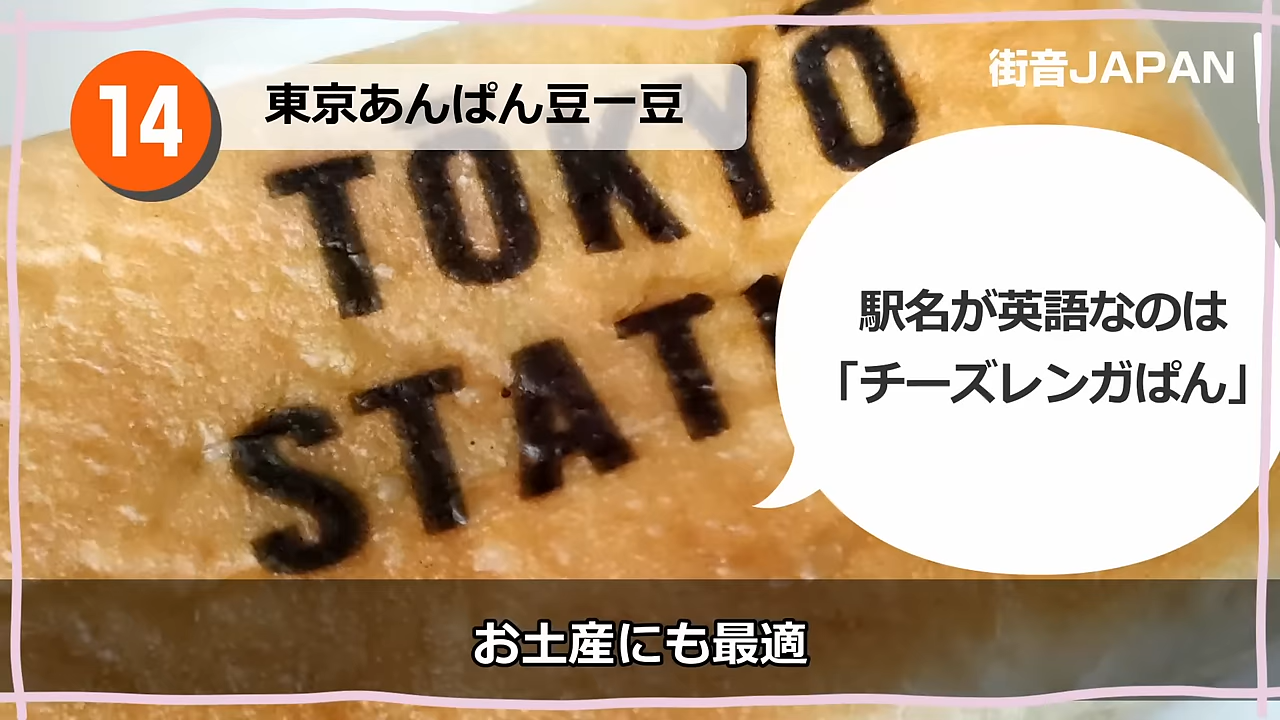 14
東京あんぱん豆一豆
街音JAPAN
TOKYO
駅名が英語なのは
「チーズレンガぱん」
お土産にも最適